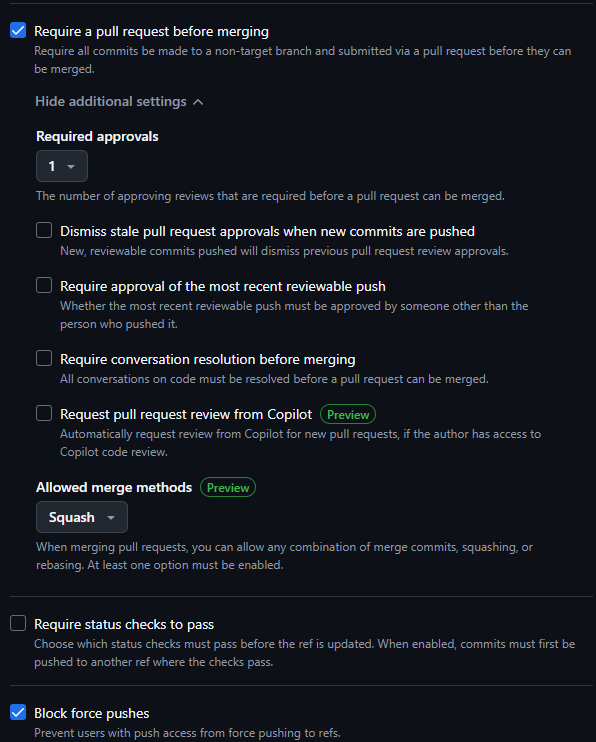 Require a pull request before merging
Require all commits be made to a non-target branch and submitted via a pull request before they can
be merged.
Hide additional settings
Required approvals
1
The number of approving reviews that are required before a pull request can be merged.
Dismiss stale pull request approvals when new commits are pushed
New, reviewable commits pushed will dismiss previous pull request review approvals.
Require approval of the most recent reviewable push
Whether the most recent reviewable push must be approved by someone other than the
person who pushed it.
Require conversation resolution before merging
All conversations on code must be resolved before a pull request can be merged.
Request pull request review from Copilot Preview
Automatically request review from Copilot for new pull requests, if the author has access to
Copilot code review.
Allowed merge methods Preview
Squash
When merging pull requests, you can allow any combination of merge commits, squashing, or
rebasing. At least one option must be enabled.
Require status checks to pass
Choose which status checks must pass before the ref is updated. When enabled, commits must first be
pushed to another ref where the checks pass.
Block force pushes
Prevent users with push access from force pushing to refs.